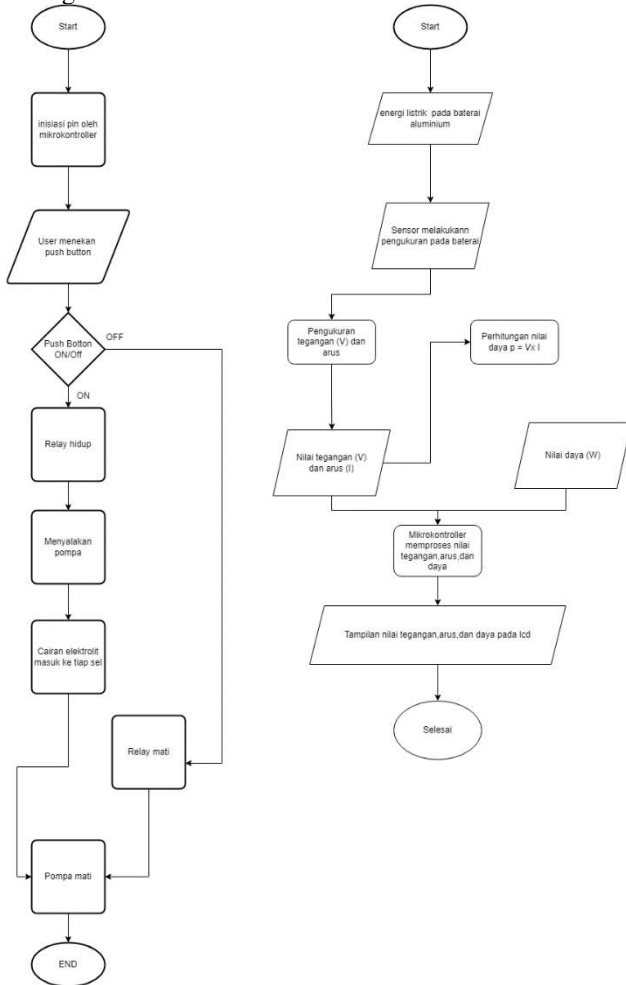 Start
inisiasi pin oleh
mikrokontroller
User menekan
push button
Push Botton
ON/Off
OFF
ON
Relay hidup
Menyalakan
pompa
Cairan elektrolit
masuk ke tiap sel
Relay mati
Pompa mati
END
Start
energi listrik pada baterai
aluminium
Sensor melakukann
pengukuran pada baterai
Pengukuran
tegangan (V) dan
arus
Perhitungan nilai
daya p = Vx I
Nilai tegangan (V)
dan arus (I)
Nilai daya (W)
Mikrokontroller
memproses nilai
tegangan,arus,dan
daya
Tampilan nilai tegangan,arus,dan daya pada lcd
Selesai